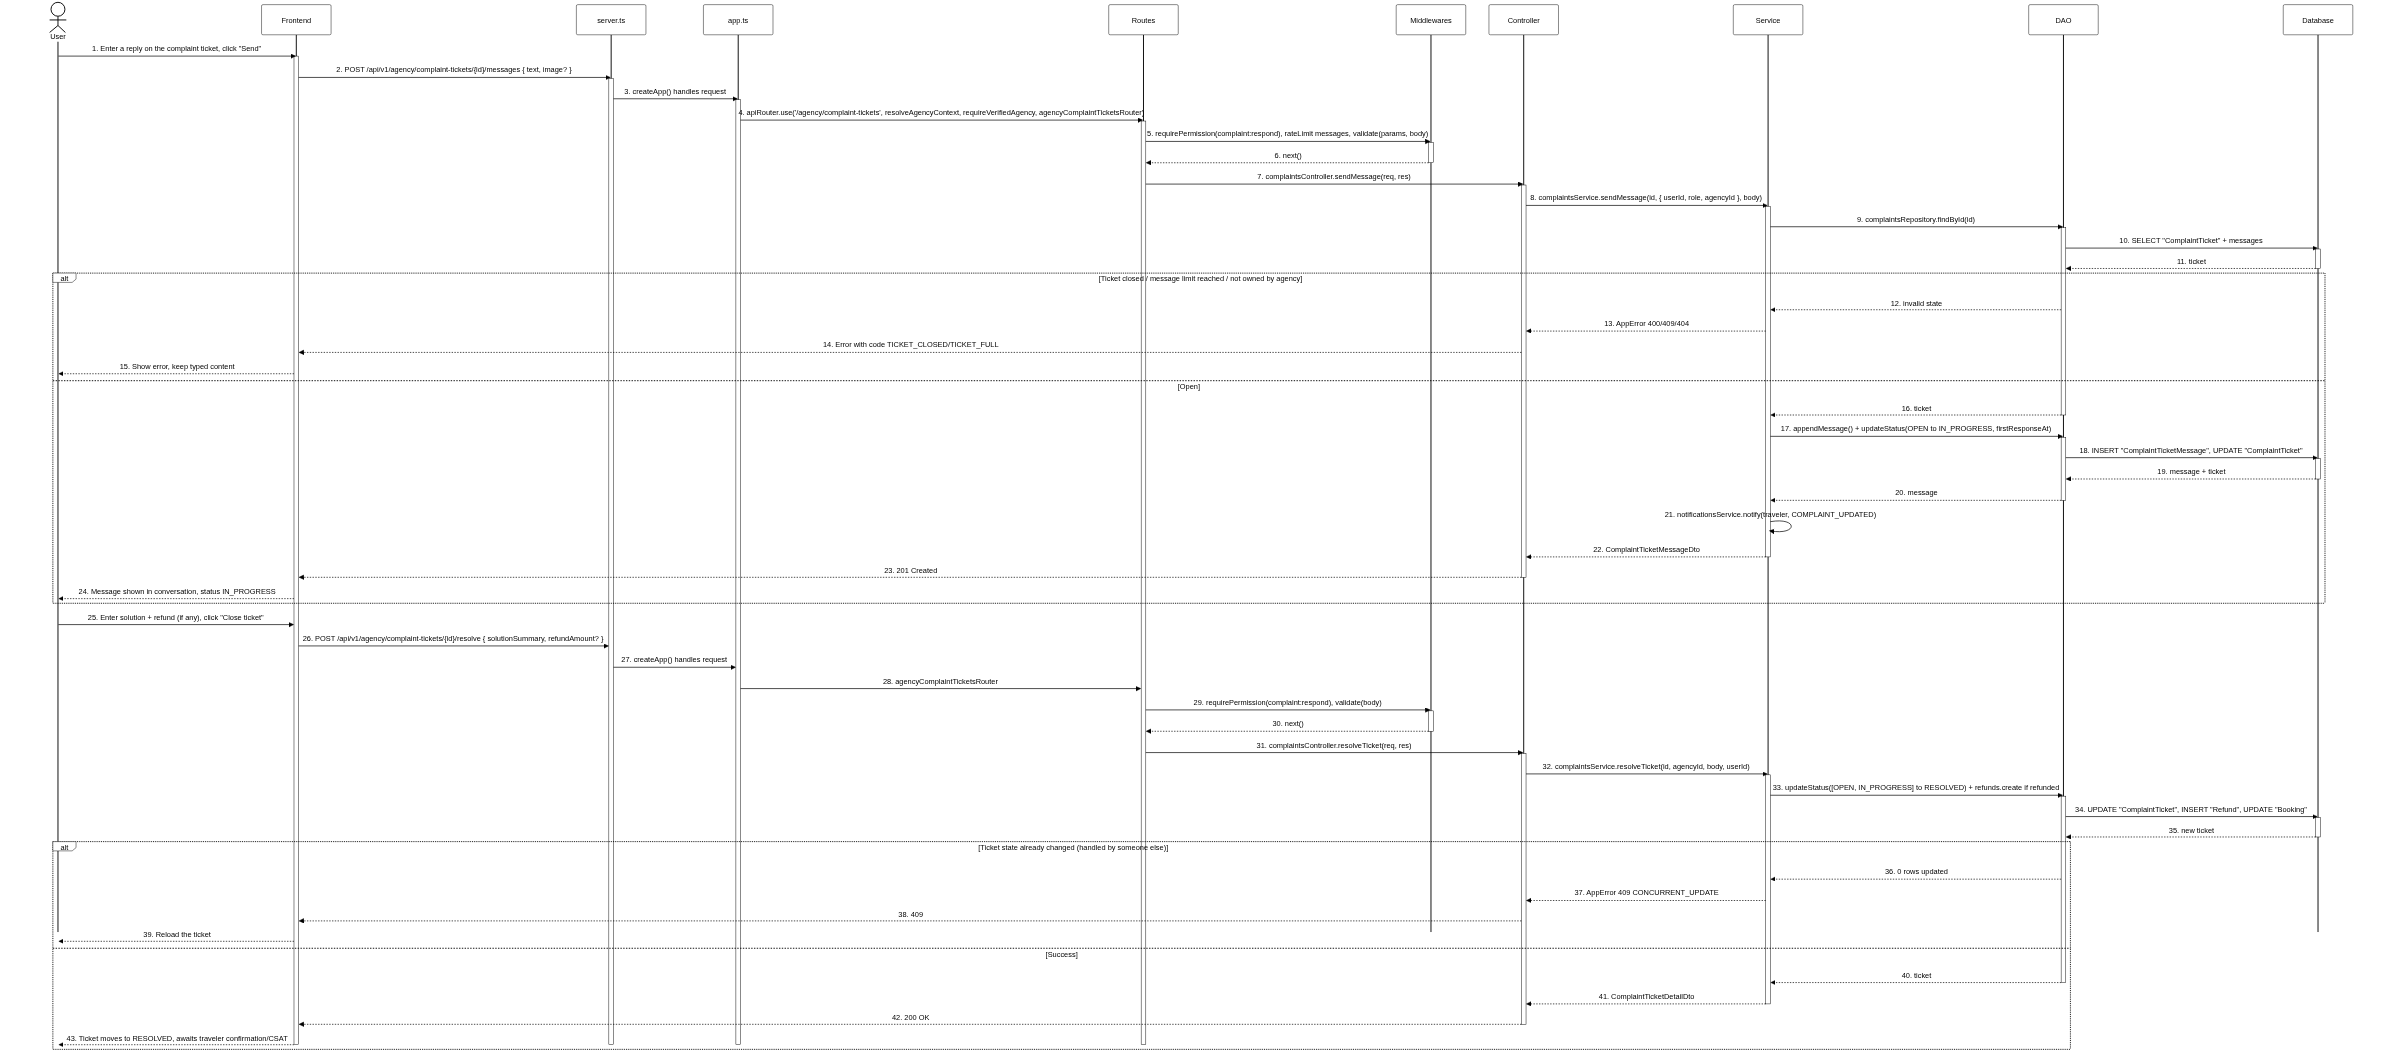 User
Frontend
server.ts
app.ts
Routes
Middlewares
Controller
Service
DAO
Database
1. Enter a reply on the complaint ticket, click "Send"
2. POST /api/v1/agency/complaint-tickets/{id}/messages { text, image? }
3. createApp() handles request
4. apiRouter.use('/agency/complaint-tickets', resolveAgencyContext, requireVerifiedAgency, agencyComplaintTicketsRouter)
5. requirePermission(complaint:respond), rateLimit messages, validate(params, body)
6. next()
7. complaintsController.sendMessage(req, res)
8. complaintsService.sendMessage(id, { userId, role, agencyId }, body)
9. complaintsRepository.findById(id)
10. SELECT "ComplaintTicket" + messages
11. ticket
alt
[Ticket closed / message limit reached / not owned by agency]
12. invalid state
13. AppError 400/409/404
14. Error with code TICKET_CLOSED/TICKET_FULL
15. Show error, keep typed content
[Open]
16. ticket
17. appendMessage() + updateStatus(OPEN to IN_PROGRESS, firstResponseAt)
18. INSERT "ComplaintTicketMessage", UPDATE "ComplaintTicket"
19. message + ticket
20. message
21. notificationsService.notify(traveler, COMPLAINT_UPDATED)
22. ComplaintTicketMessageDto
23. 201 Created
24. Message shown in conversation, status IN_PROGRESS
25. Enter solution + refund (if any), click "Close ticket"
26. POST /api/v1/agency/complaint-tickets/{id}/resolve { solutionSummary, refundAmount? }
27. createApp() handles request
28. agencyComplaintTicketsRouter
29. requirePermission(complaint:respond), validate(body)
30. next()
31. complaintsController.resolveTicket(req, res)
32. complaintsService.resolveTicket(id, agencyId, body, userId)
33. updateStatus([OPEN, IN_PROGRESS] to RESOLVED) + refunds.create if refunded
34. UPDATE "ComplaintTicket", INSERT "Refund", UPDATE "Booking"
35. new ticket
alt
[Ticket state already changed (handled by someone else)]
36. 0 rows updated
37. AppError 409 CONCURRENT_UPDATE
38. 409
39. Reload the ticket
[Success]
40. ticket
41. ComplaintTicketDetailDto
42. 200 OK
43. Ticket moves to RESOLVED, awaits traveler confirmation/CSAT